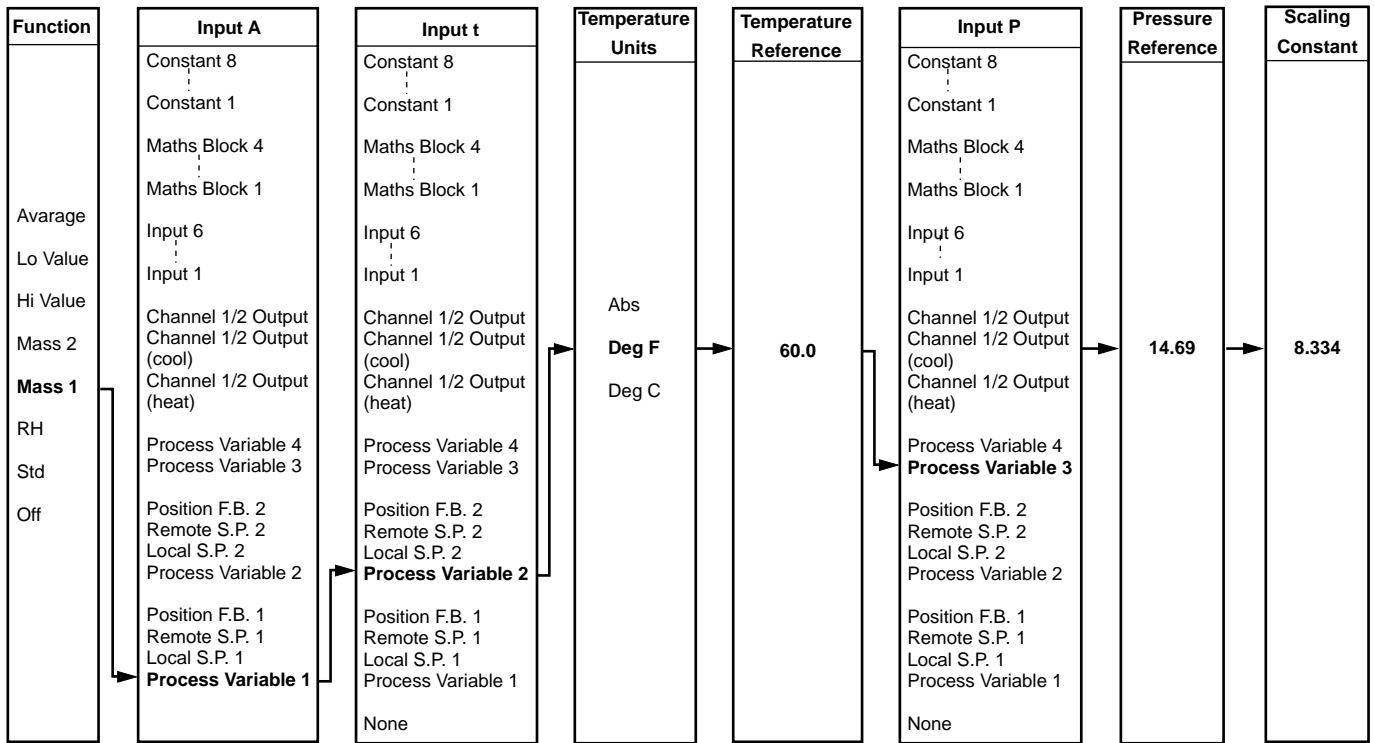 Function
Avarage
Lo Value
Hi Value
Mass 2
Mass 1
RH
Std
Off
Input A
Constant 8
Constant 1
Maths Block 4
Maths Block 1
Input 6
Input 1
Channel 1/2 Output
Channel 1/2 Output
(cool)
Channel 1/2 Output
(heat)
Process Variable 4
Process Variable 3
Position F.B. 2
Remote S.P. 2
Local S.P. 2
Process Variable 2
Position F.B. 1
Remote S.P. 1
Local S.P. 1
Process Variable 1
Input t
Constant 8
Constant 1
Maths Block 4
Maths Block 1
Input 6
Input 1
Channel 1/2 Output
Channel 1/2 Output
(cool)
Channel 1/2 Output
(heat)
Process Variable 4
Process Variable 3
Position F.B. 2
Remote S.P. 2
Local S.P. 2
Process Variable 2
Position F.B. 1
Remote S.P. 1
Local S.P. 1
Process Variable 1
None
Temperature
Units
Abs
Deg F
Deg C
Temperature
Reference
60.0
Input P
Constant 8
Constant 1
Maths Block 4
Maths Block 1
Input 6
Input 1
Channel 1/2 Output
Channel 1/2 Output
(cool)
Channel 1/2 Output
(heat)
Process Variable 4
Process Variable 3
Position F.B. 2
Remote S.P. 2
Local S.P. 2
Process Variable 2
Position F.B. 1
Remote S.P. 1
Local S.P. 1
Process Variable 1
None
Pressure
Reference
14.69
Scaling
Constant
8.334